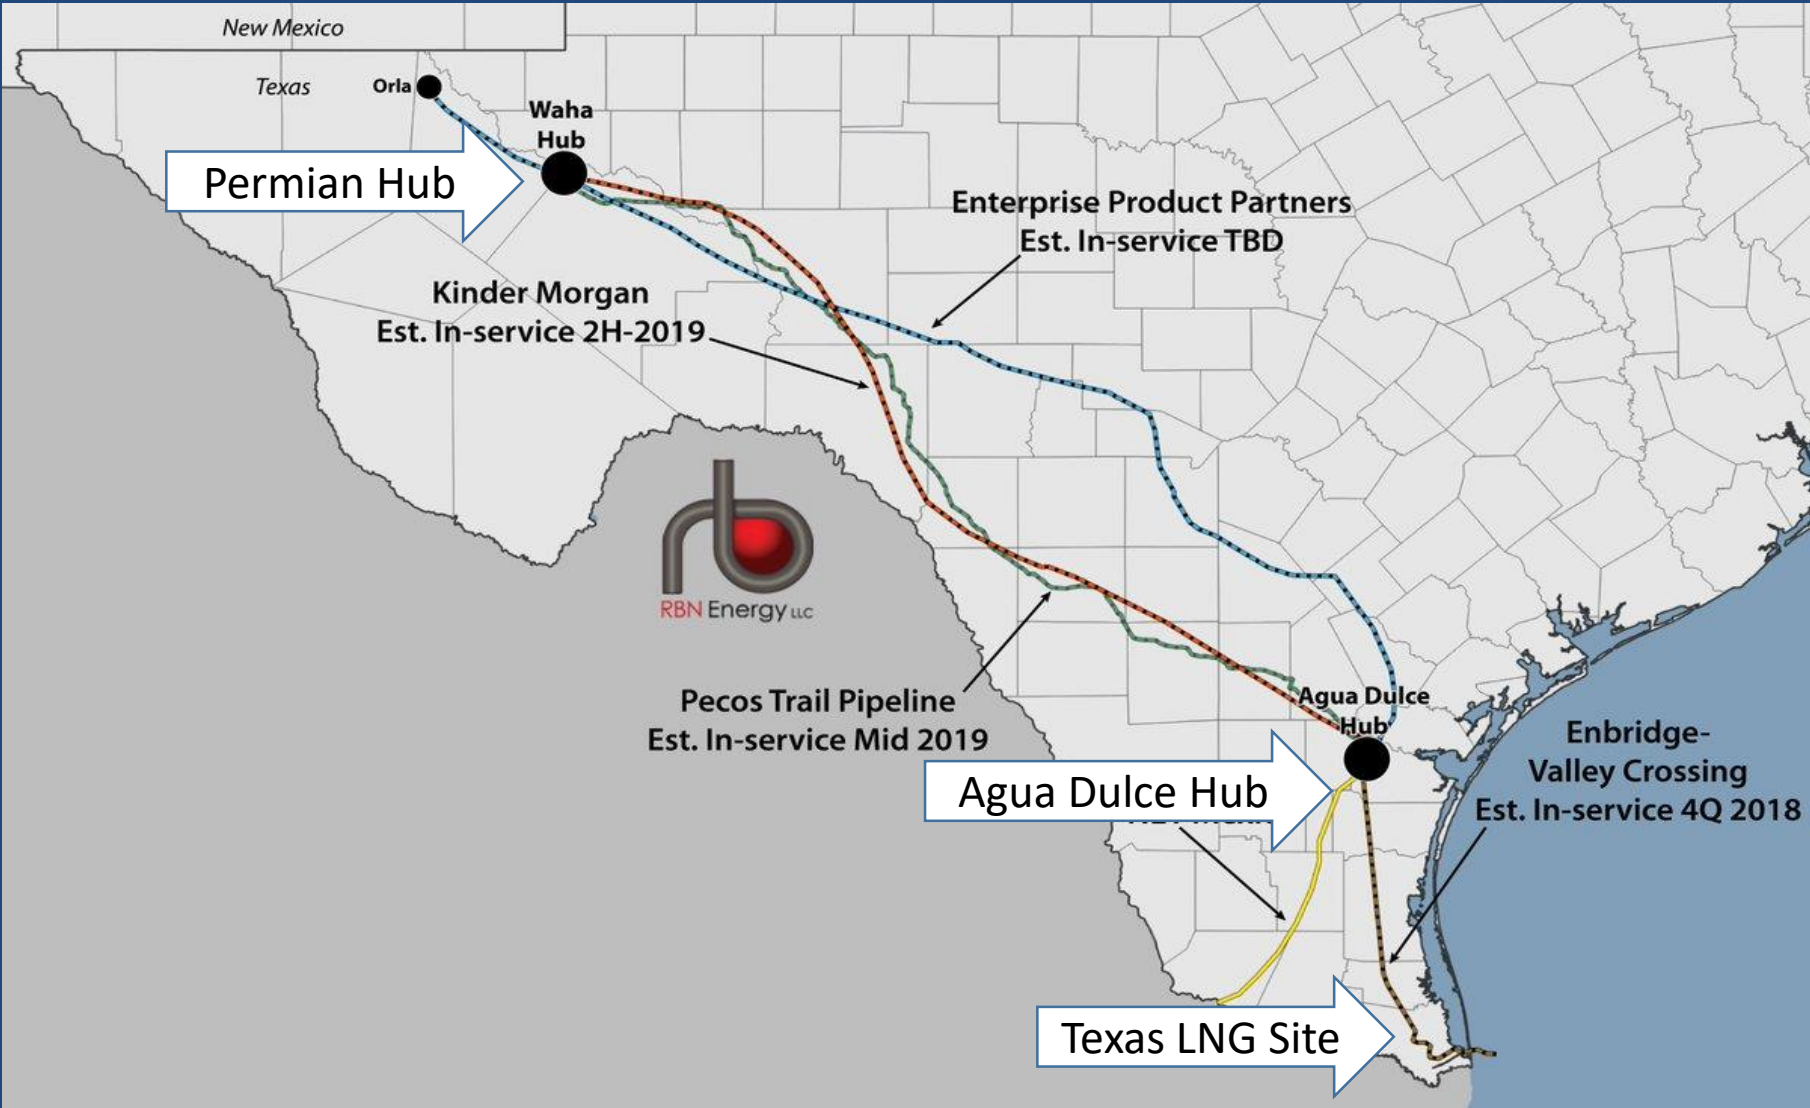 New Mexico
Texas
Orla
Waha
Hub
Permian Hub
Enterprise Product Partners
Est. In-service TBD
Kinder Morgan
Est. In-service 2H-2019
RBN Energy LLC
Pecos Trail Pipeline
Est. In-service Mid 2019
Agua Dulce
Hub
Agua Dulce Hub
Enbridge-
Valley Crossing
Est. In-service 4Q 2018
Texas LNG Site